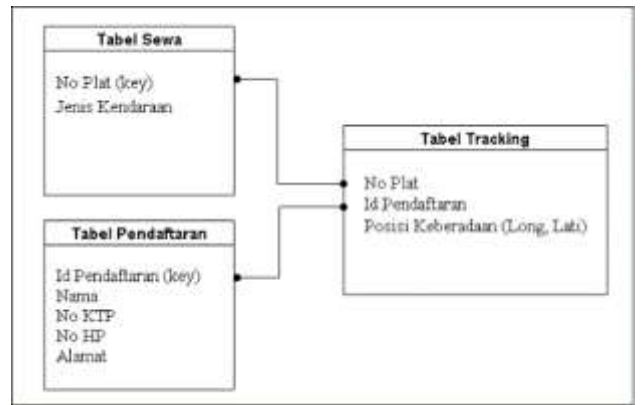 Tabel Sewa
No Plat (key)
Jenis Kendaraan
Tabel Pendaftaran
Id Pendaftaran (key)
Nama
No KTP
No HP
Alamat
Tabel Tracking
No Plat
Id Pendaftaran
Posisi Keberadaan (Long, Lati)